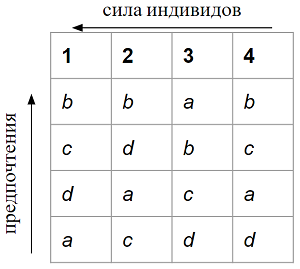 сила индивидов
предпочтения
1 2 3 4
b b a b
c d b c
d a c a
a c d d